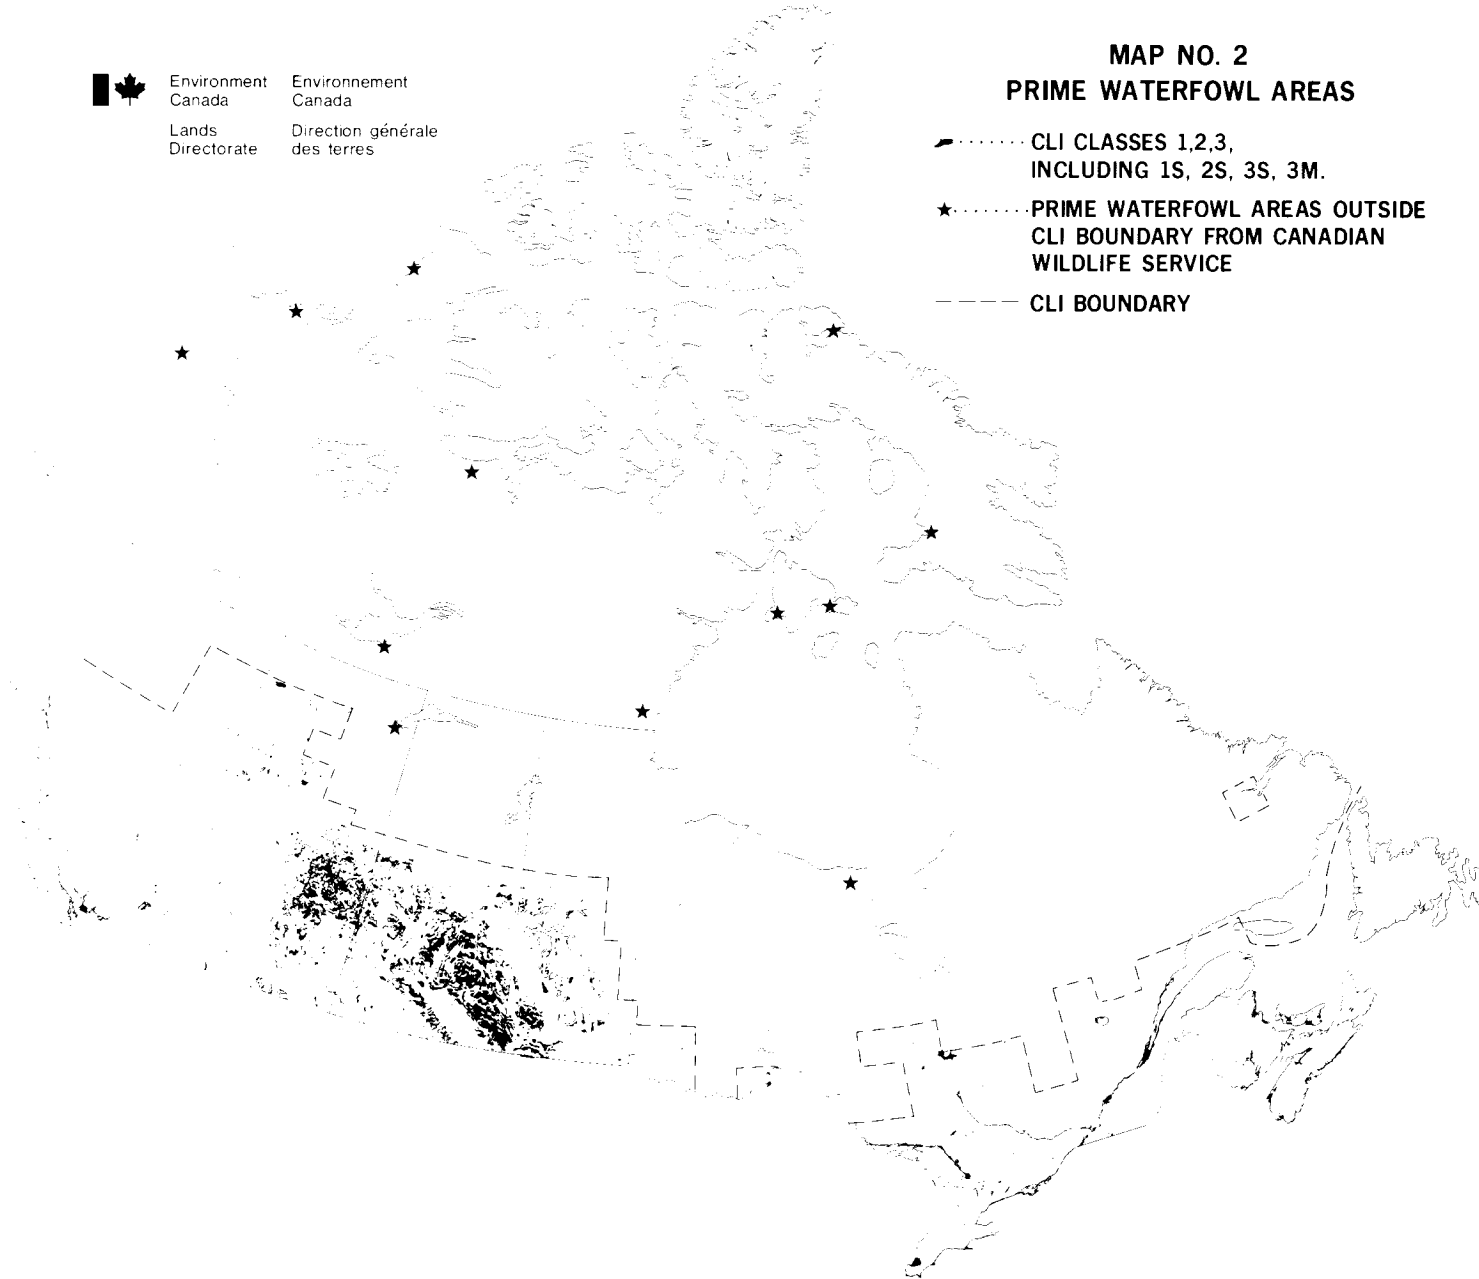 Environment Environnement
Canada Canada
Lands Direction générale
Directorate des terres
MAP NO. 2
PRIME WATERFOWL AREAS
CLI CLASSES 1,2,3,
INCLUDING 1S, 2S, 3S, 3M.
PRIME WATERFOWL AREAS OUTSIDE
CLI BOUNDARY FROM CANADIAN
WILDLIFE SERVICE
CLI BOUNDARY